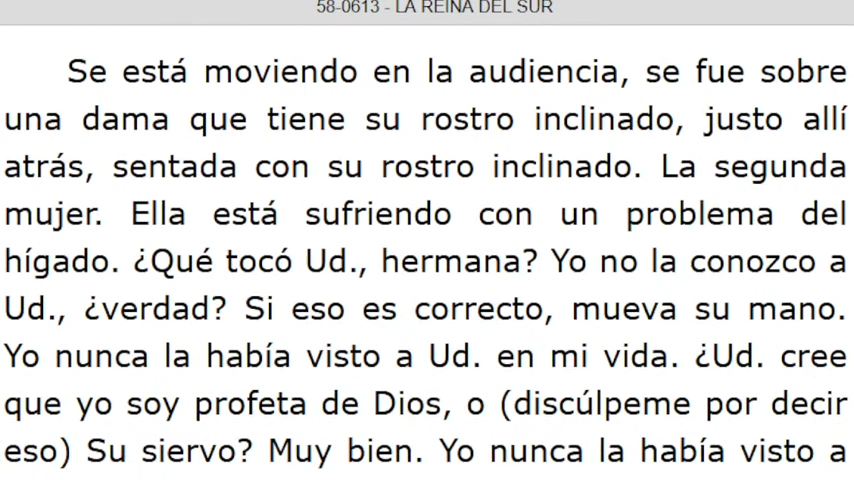 58-0613 - LA REINA DEL SUR
Se está moviendo en la audiencia, se fue sobre
una dama que tiene su rostro inclinado, justo allí
atrás, sentada con su rostro inclinado. La segunda
mujer. Ella está sufriendo con un problema del
hígado. ¿Qué tocó Ud., hermana? Yo no la conozco a
Ud., ¿verdad? Si eso es correcto, mueva su mano.
Yo nunca la había visto a Ud. en mi vida. ¿Ud. cree
que yo soy profeta de Dios, o (discúlpeme por decir
eso) Su siervo? Muy bien. Yo nunca la había visto a